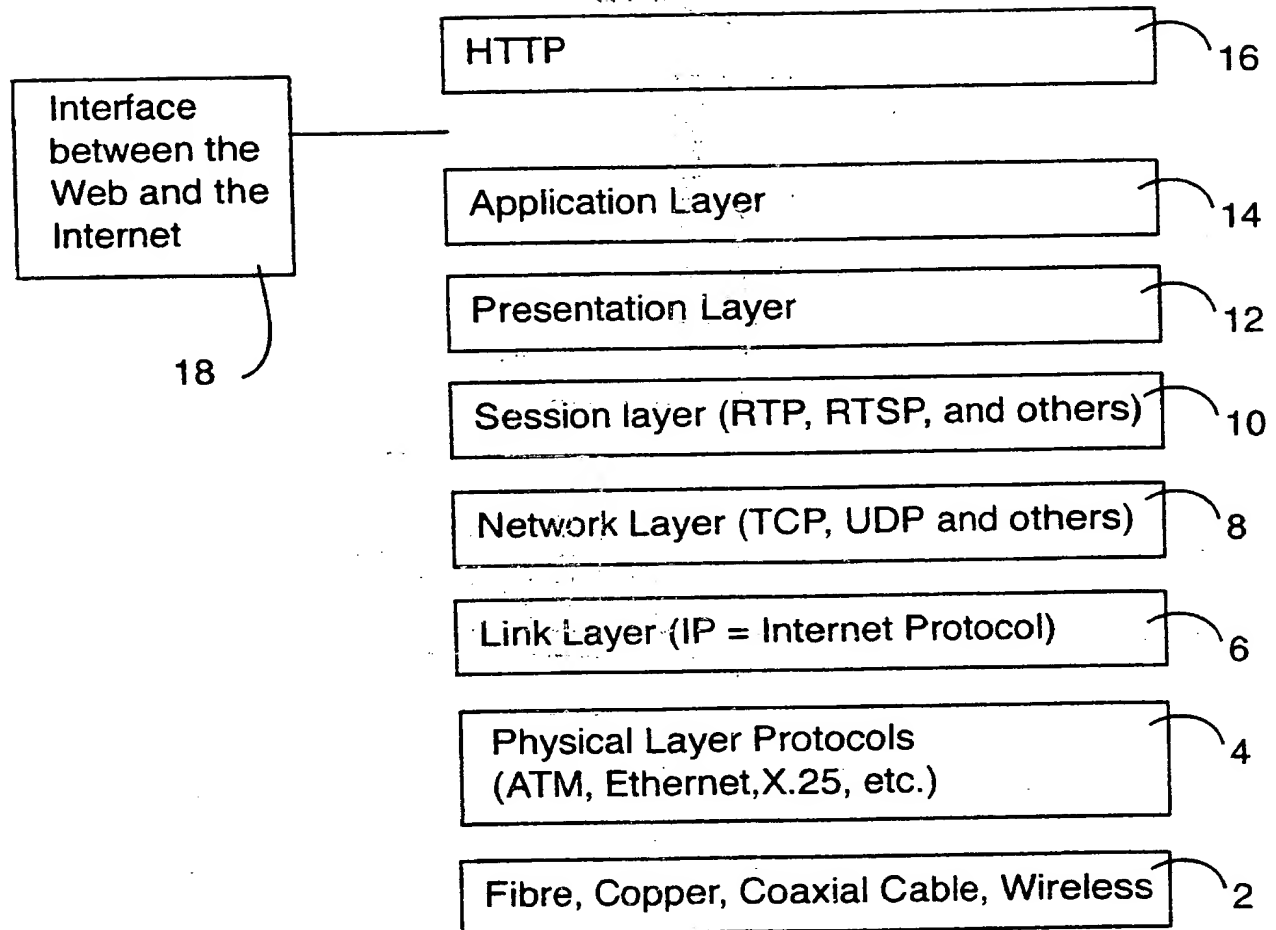 HTTP
16
Interface
between the
Web and the
Internet
18
Application Layer
14
Presentation Layer
12
Session layer (RTP, RTSP, and others)
10
Network Layer (TCP, UDP and others)
8
Link Layer (IP = Internet Protocol)
6
Physical Layer Protocols
(ATM, Ethernet,X.25, etc.)
4
Fibre, Copper, Coaxial Cable, Wireless
2